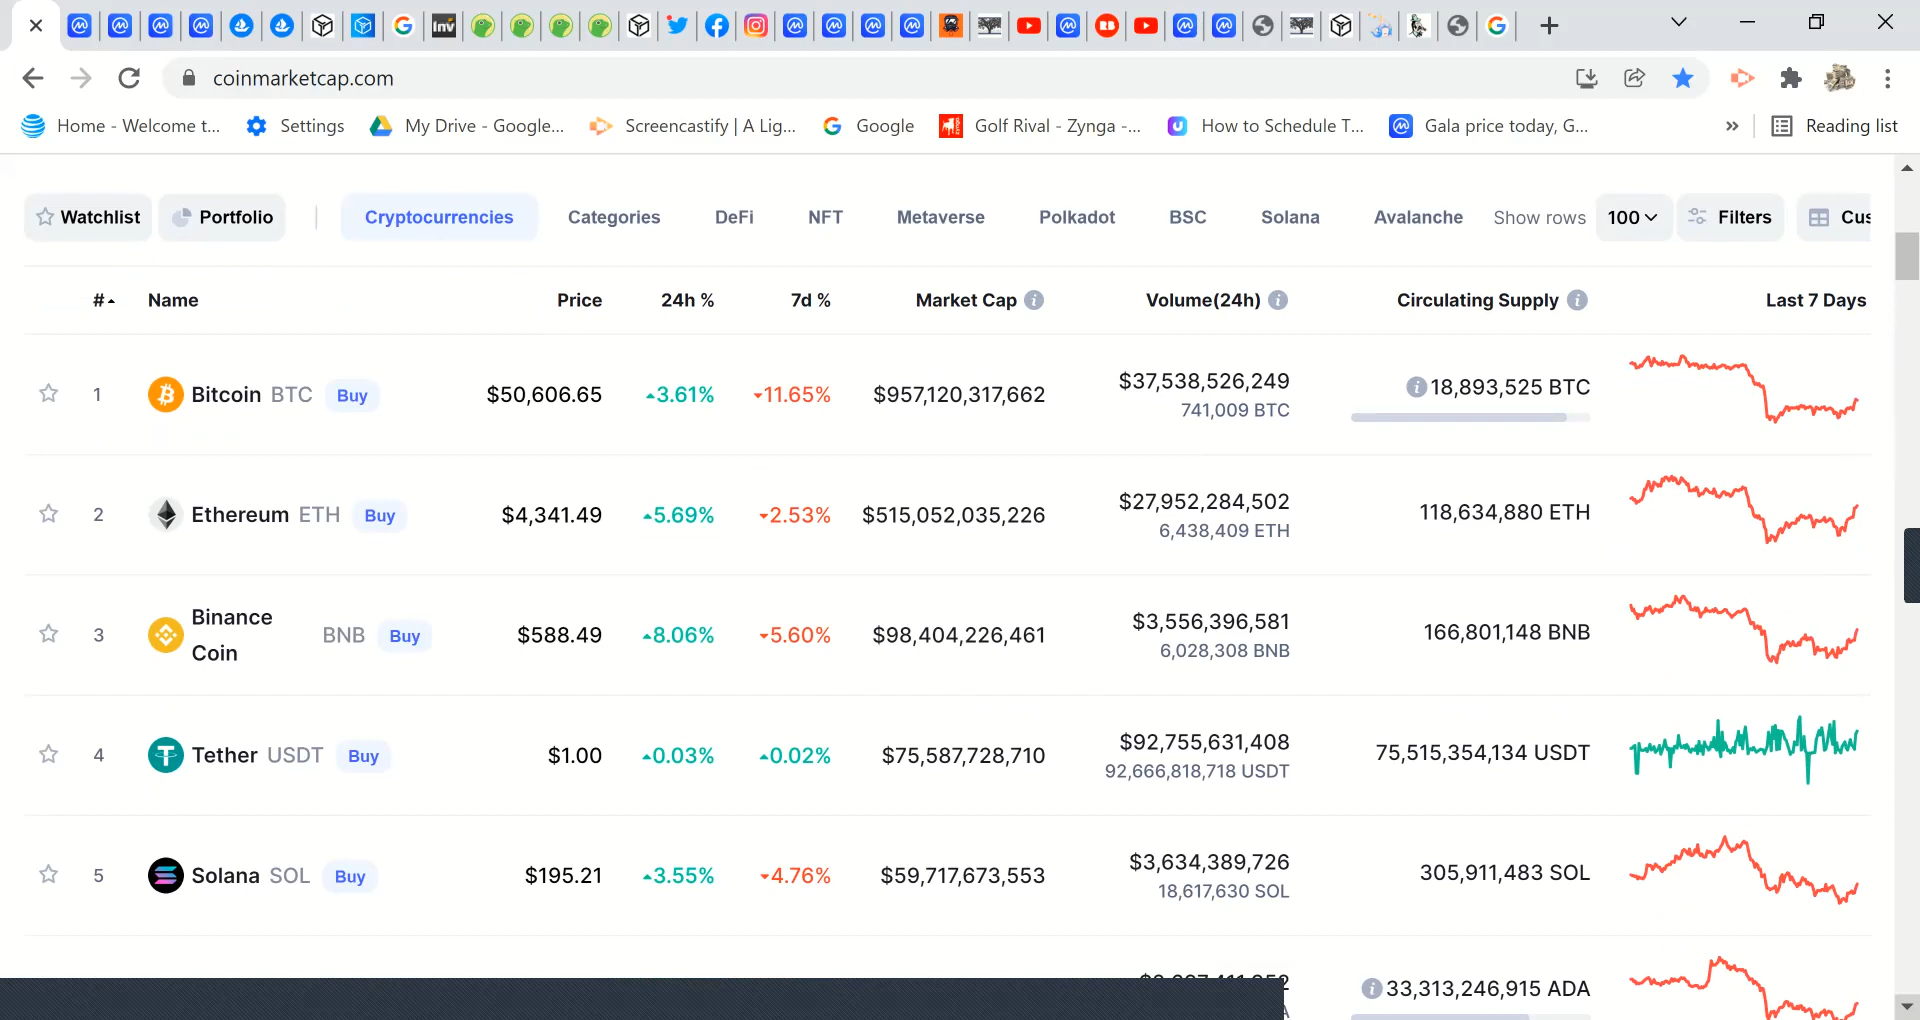 Inv
coinmarketcap.com
Home - Welcome t... Settings My Drive - Google... Screencastify | A Lig... Google Golf Rival - Zynga -... How to Schedule T... Gala price today, G... » Reading list
Watchlist Portfolio Cryptocurrencies Categories DeFi NFT Metaverse Polkadot BSC Solana Avalanche Show rows 100 Filters Cus
# Name Price 24h % 7d % Market Cap Volume(24h) Circulating Supply Last 7 Days
1 Bitcoin BTC Buy $50,606.65 3.61% 11.65% $957,120,317,662 $37,538,526,249 18,893,525 BTC
741,009 BTC
2 Ethereum ETH Buy $4,341.49 5.69% 2.53% $515,052,035,226 $27,952,284,502 118,634,880 ETH
6,438,409 ETH
3 Binance Coin BNB Buy $588.49 8.06% 5.60% $98,404,226,461 $3,556,396,581 166,801,148 BNB
6,028,308 BNB
4 Tether USDT Buy $1.00 0.03% 0.02% $75,587,728,710 $92,755,631,408 75,515,354,134 USDT
92,666,818,718 USDT
5 Solana SOL Buy $195.21 3.55% 4.76% $59,717,673,553 $3,634,389,726 305,911,483 SOL
18,617,630 SOL
33,313,246,915 ADA